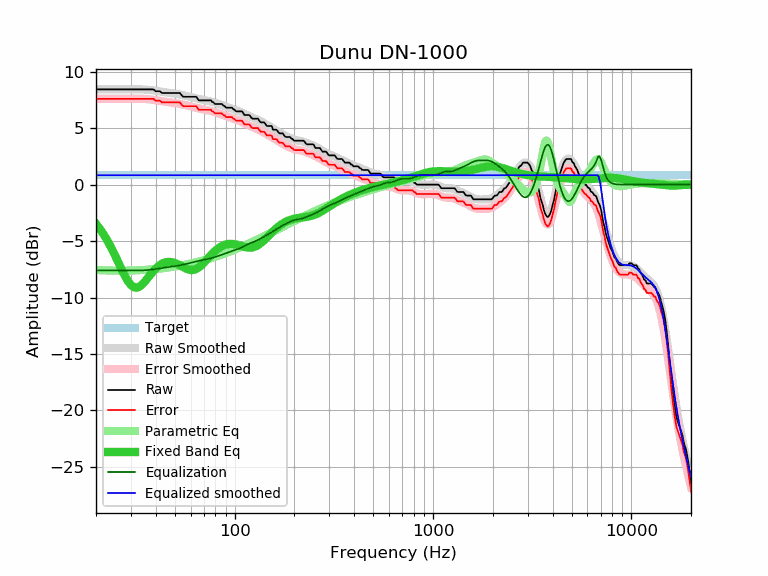 Dunu DN-1000
10
5
0
−5
−10
−15
−20
−25
Amplitude (dBr)
Target
Raw Smoothed
Error Smoothed
Raw
Error
Parametric Eq
Fixed Band Eq
Equalization
Equalized smoothed
100
1000
10000
Frequency (Hz)